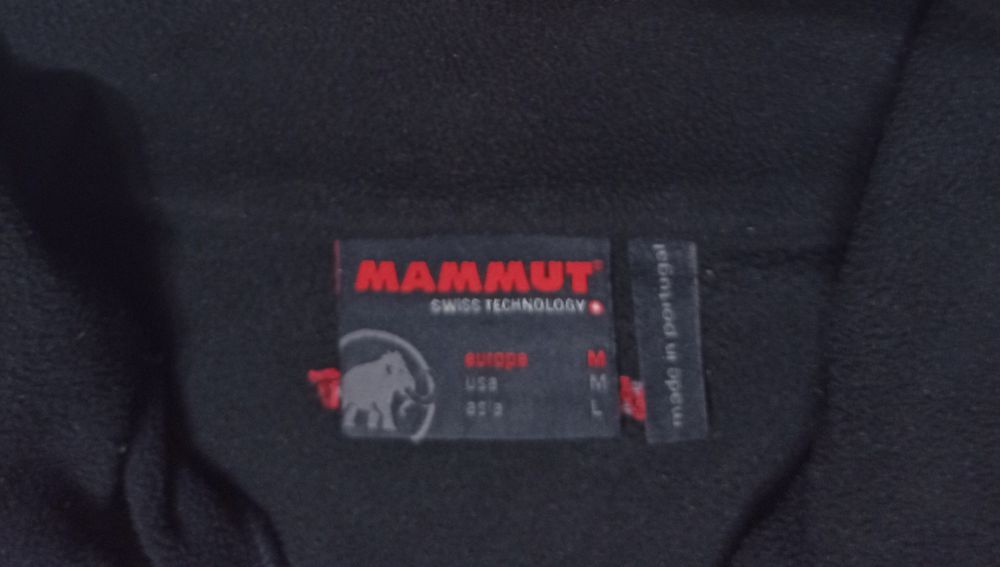 MAMMUT
SWISS TECHNOLOGY
europe M
usa M
asia L
made in portugal